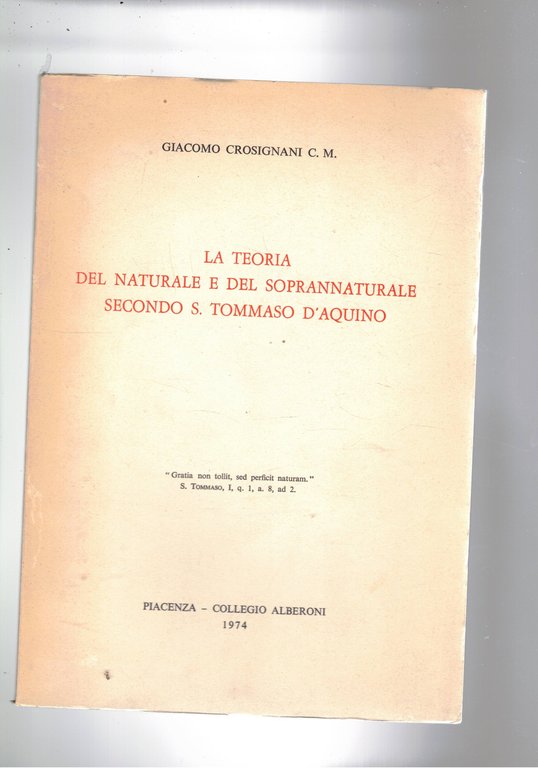 GIACOMO CROSIGNANI C. M.
LA TEORIA
DEL NATURALE E DEL SOPRANNATURALE
SECONDO S. TOMMASO D'AQUINO
" Gratia non tollit, sed perficit naturam."
S. TOMMASO, I, q. 1, a. 8, ad 2.
PIACENZA – COLLEGIO ALBERONI
1974